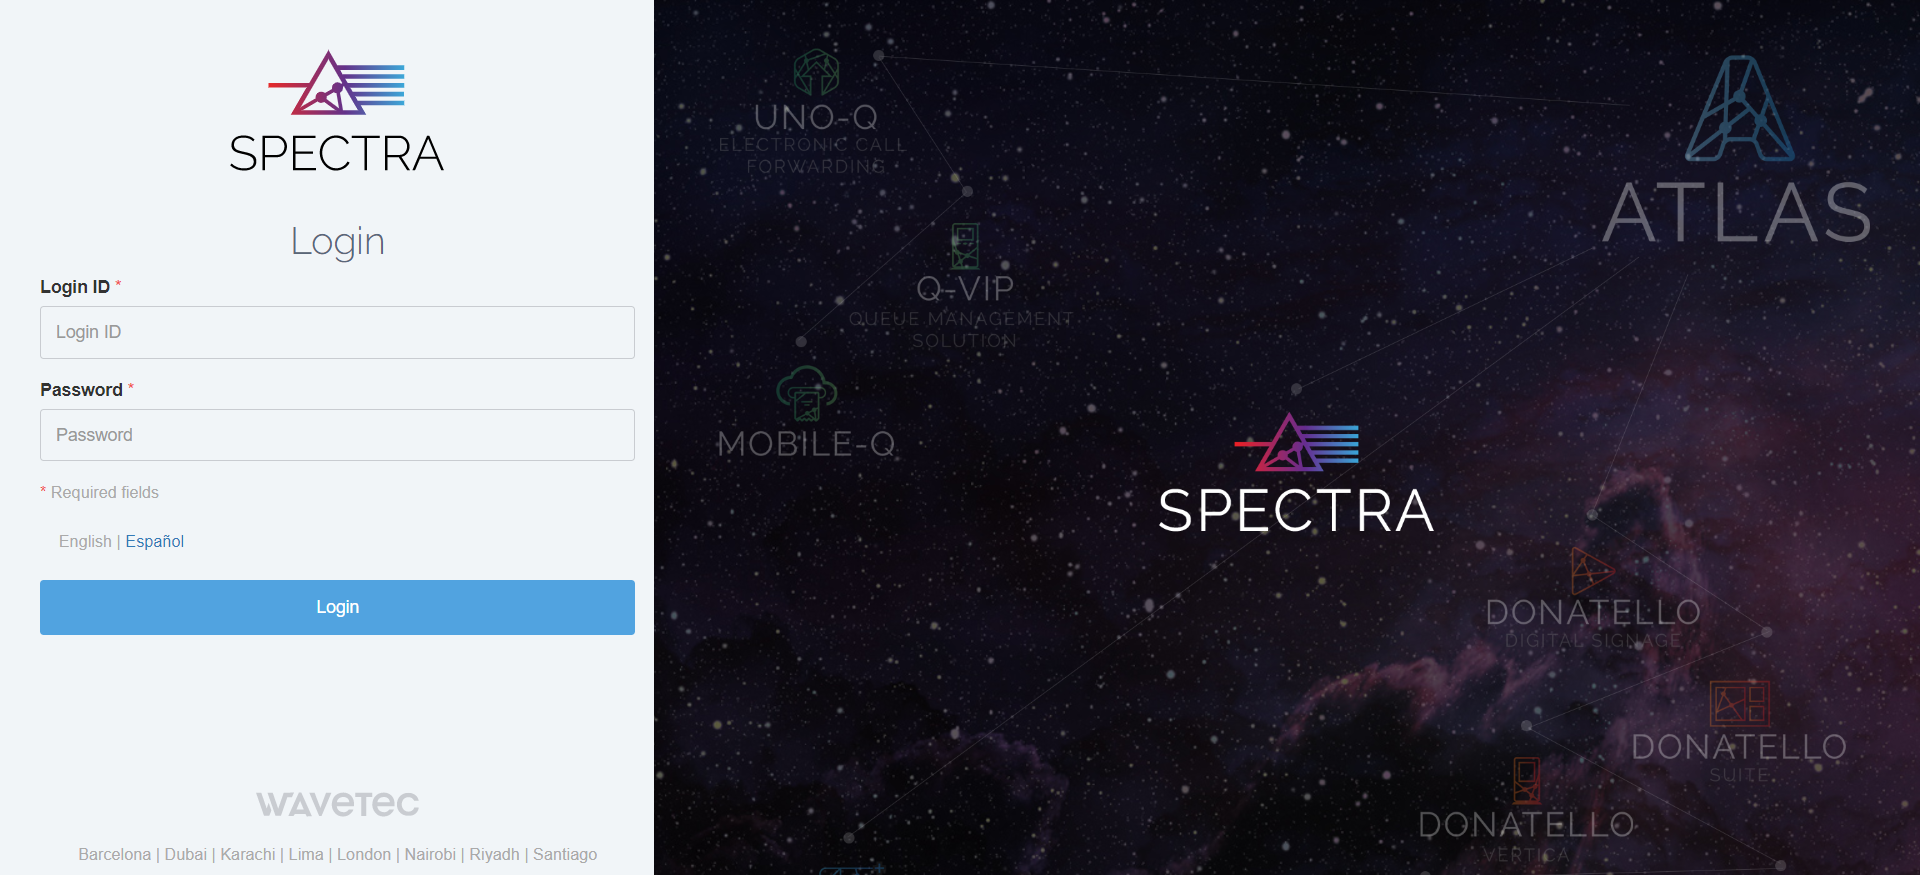 SPECTRA
Login
Login ID *
Login ID
Password *
Password
* Required fields
English | Español
Login
WAVETEC
Barcelona | Dubai | Karachi | Lima | London | Nairobi | Riyadh | Santiago
UNO-Q
ELECTRONIC CALL
FORWARDING
Q-VIP
QUEUE MANAGEMENT
SOLUTION
MOBILE-Q
ATLAS
SPECTRA
DONATELLO
DIGITAL SIGNAGE
DONATELLO
SUITE
DONATELLO
VERTICA